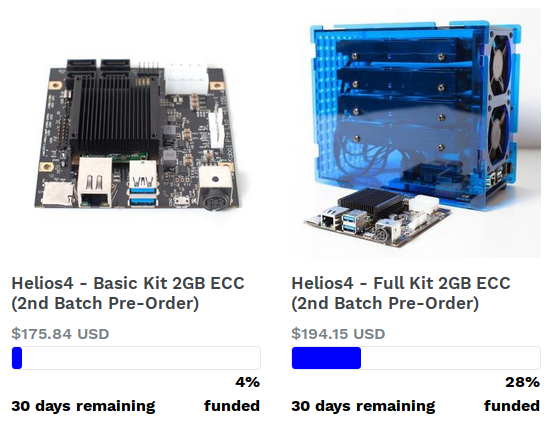 Helios4 - Basic Kit 2GB ECC
(2nd Batch Pre-Order)
$175.84 USD
4%
30 days remaining funded
Helios4 - Full Kit 2GB ECC
(2nd Batch Pre-Order)
$194.15 USD
28%
30 days remaining funded